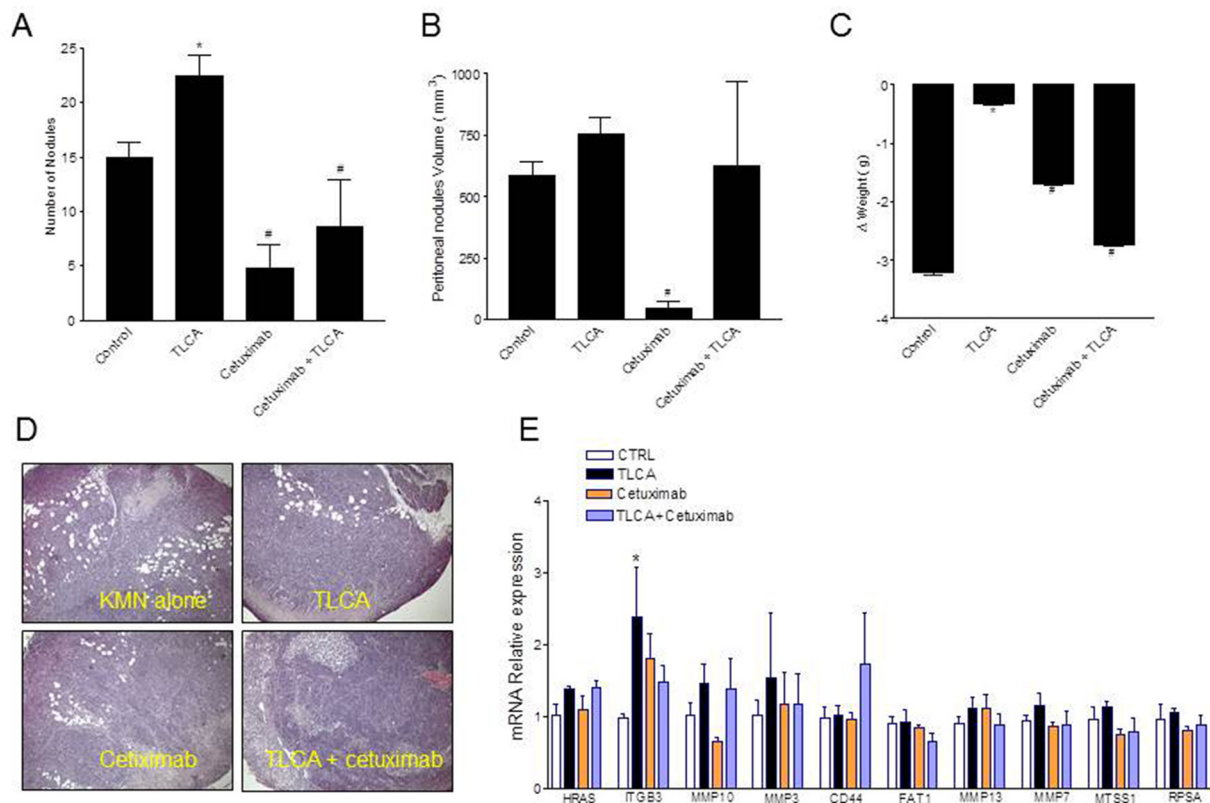 A
Number of Nodules
25
20
15
10
5
0
*
#
#
Control
TLCA
Cetuximab
Cetuximab + TLCA
B
Peritoneal nodules Volume ( mm³)
1000
750
500
250
0
#
Control
TLCA
Cetuximab
Cetuximab + TLCA
C
Δ Weight ( g)
0
-1
-2
-3
-4
*
#
#
Control
TLCA
Cetuximab
Cetuximab + TLCA
D
KMN alone
TLCA
Cetiximab
TLCA + cetuximab
E
CTRL
TLCA
Cetuximab
TLCA+Cetuximab
mRNA Relative expression
4
3
2
1
0
*
HRAS ITGB3 MMP10 MMP3 CD44 FAT1 MMP13 MMP7 MTSS1 RPSA